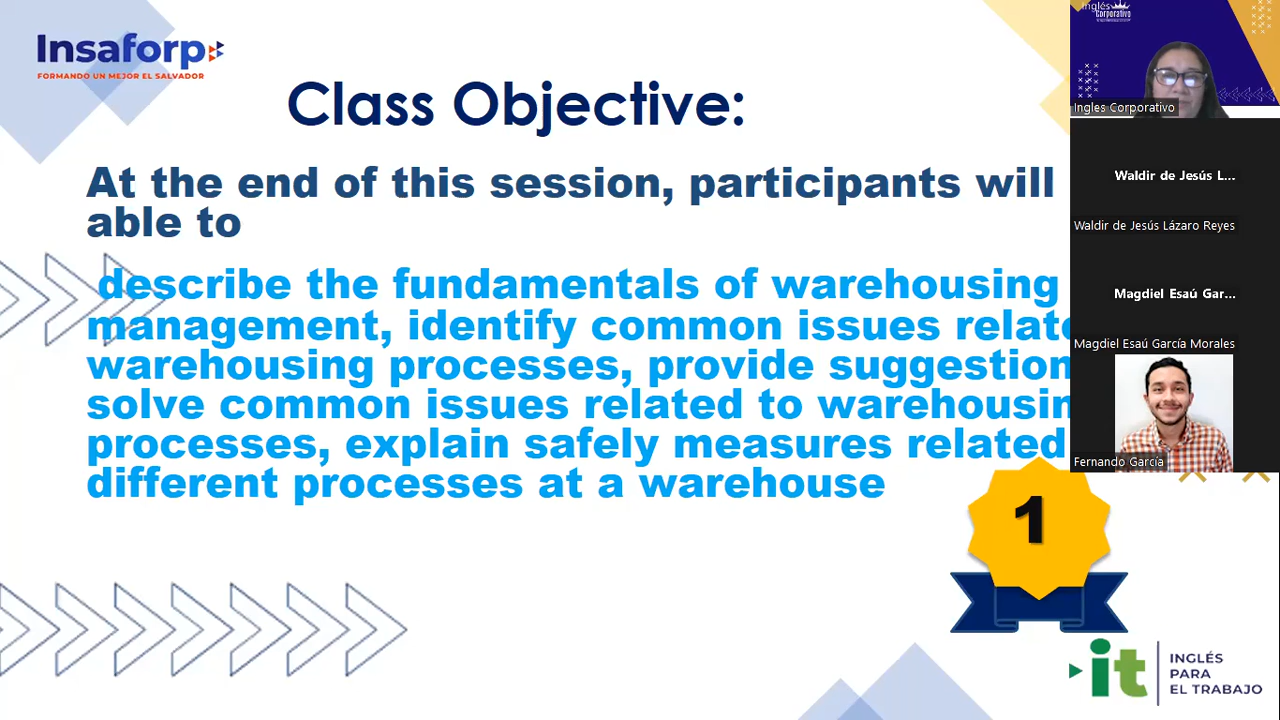 Insaforp
FORMANDO UN MEJOR EL SALVADOR
Class Objective:
At the end of this session, participants will
able to
describe the fundamentals of warehousing
management, identify common issues relate
warehousing processes, provide suggestion
solve common issues related to warehousin
processes, explain safely measures related
different processes at a warehouse
1
it
INGLÉS
PARA
EL TRABAJO
Inglés
Corporativo
Ingles Corporativo
Waldir de Jesús L...
Waldir de Jesús Lázaro Reyes
Magdiel Esaú Gar...
Magdiel Esaú García Morales
Fernando García